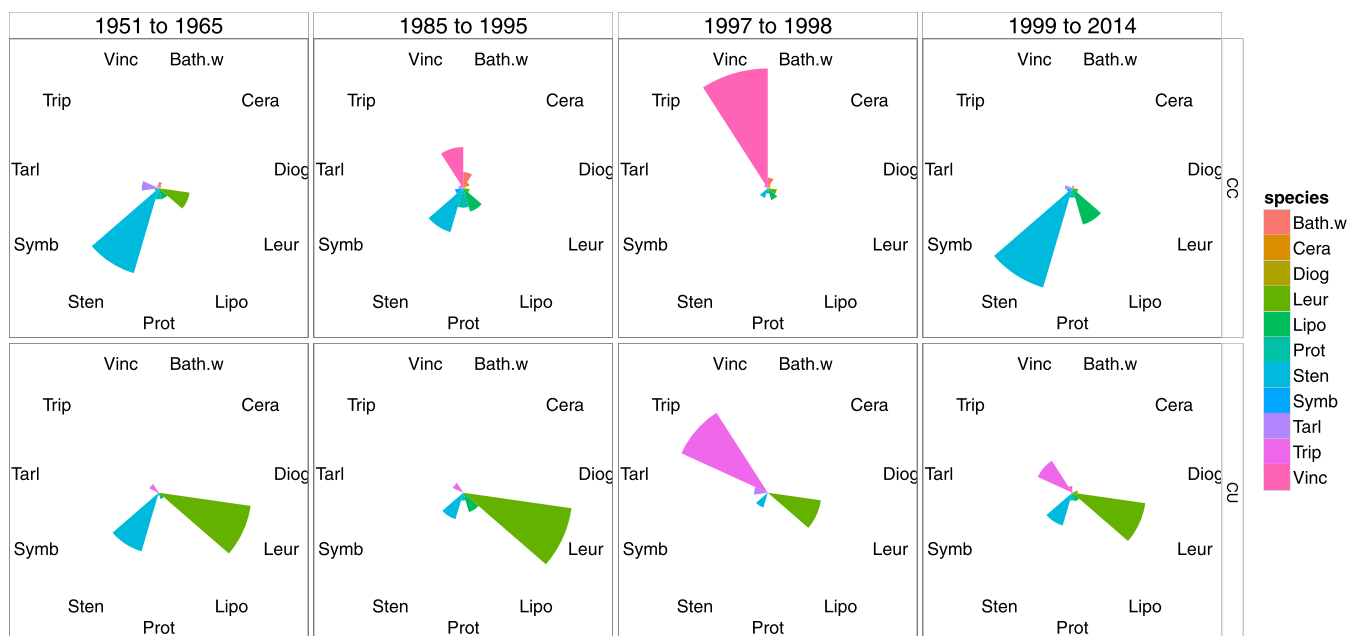 1951 to 1965 1985 to 1995 1997 to 1998 1999 to 2014
Vinc Bath.w Vinc Bath.w Vinc Bath.w Vinc Bath.w
Trip Cera Trip Cera Trip Cera Trip Cera
Tarl Diog Tarl Diog Tarl Diog Tarl Diog
CC
Symb Leur Symb Leur Symb Leur Symb Leur
Sten Lipo Sten Lipo Sten Lipo Sten Lipo
Prot Prot Prot Prot
Vinc Bath.w Vinc Bath.w Vinc Bath.w Vinc Bath.w
Trip Cera Trip Cera Trip Cera Trip Cera
Tarl Diog Tarl Diog Tarl Diog Tarl Diog
CU
Symb Leur Symb Leur Symb Leur Symb Leur
Sten Lipo Sten Lipo Sten Lipo Sten Lipo
Prot Prot Prot Prot
species
Bath.w
Cera
Diog
Leur
Lipo
Prot
Sten
Symb
Tarl
Trip
Vinc